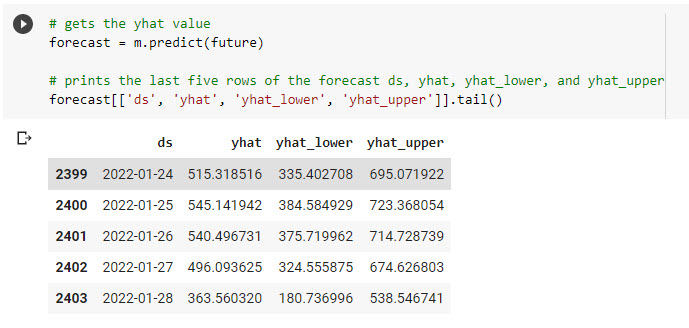 # gets the yhat value
forecast = m.predict(future)
# prints the last five rows of the forecast ds, yhat, yhat_lower, and yhat_upper
forecast[['ds', 'yhat', 'yhat_lower', 'yhat_upper']].tail()
ds yhat yhat_lower yhat_upper
2399 2022-01-24 515.318516 335.402708 695.071922
2400 2022-01-25 545.141942 384.584929 723.368054
2401 2022-01-26 540.496731 375.719962 714.728739
2402 2022-01-27 496.093625 324.555875 674.626803
2403 2022-01-28 363.560320 180.736996 538.546741